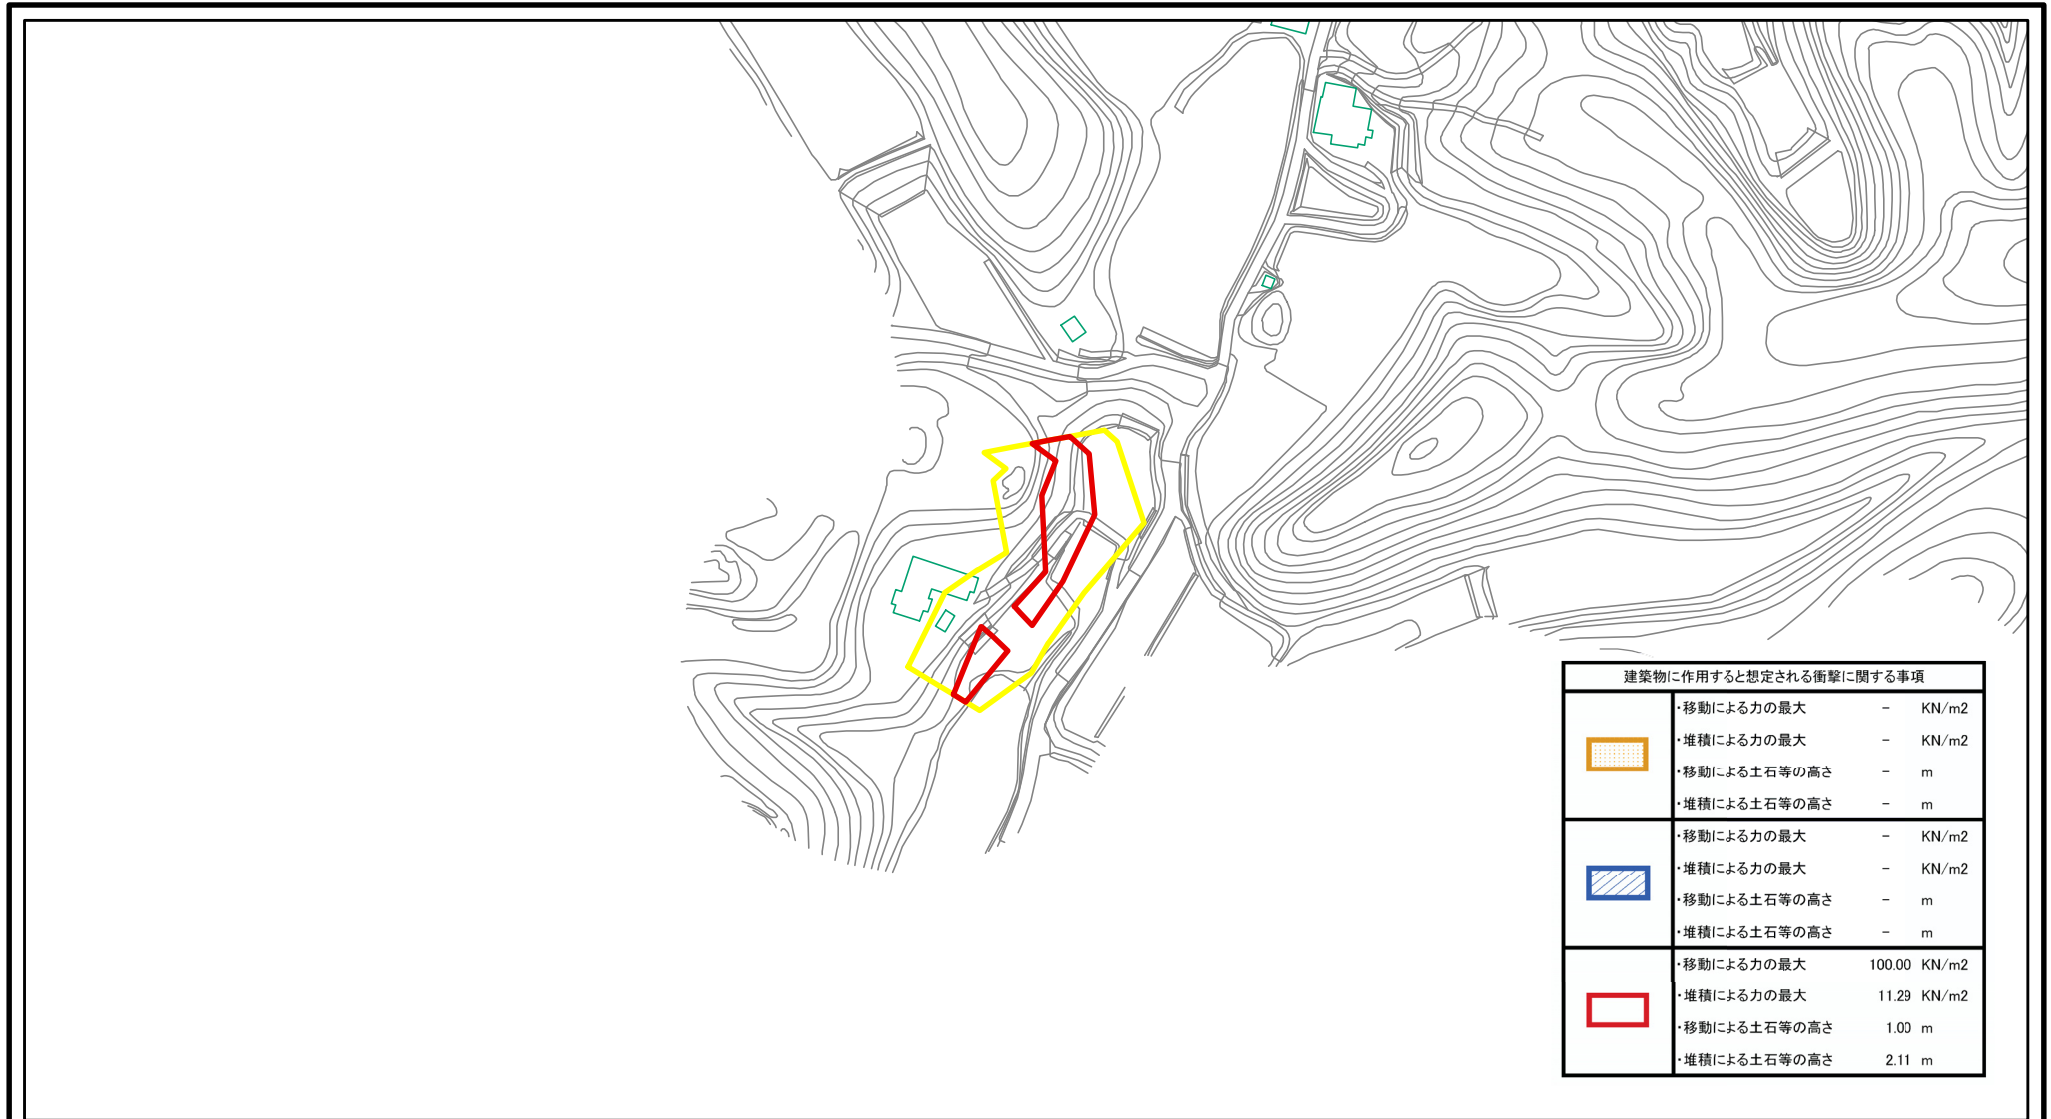 建築物に作用すると想定される衝撃に関する事項
・移動による力の最大 - KN/m2
・堆積による力の最大 - KN/m2
・移動による土石等の高さ - m
・堆積による土石等の高さ - m
・移動による力の最大 - KN/m2
・堆積による力の最大 - KN/m2
・移動による土石等の高さ - m
・堆積による土石等の高さ - m
・移動による力の最大 100.00 KN/m2
・堆積による力の最大 11.29 KN/m2
・移動による土石等の高さ 1.00 m
・堆積による土石等の高さ 2.11 m